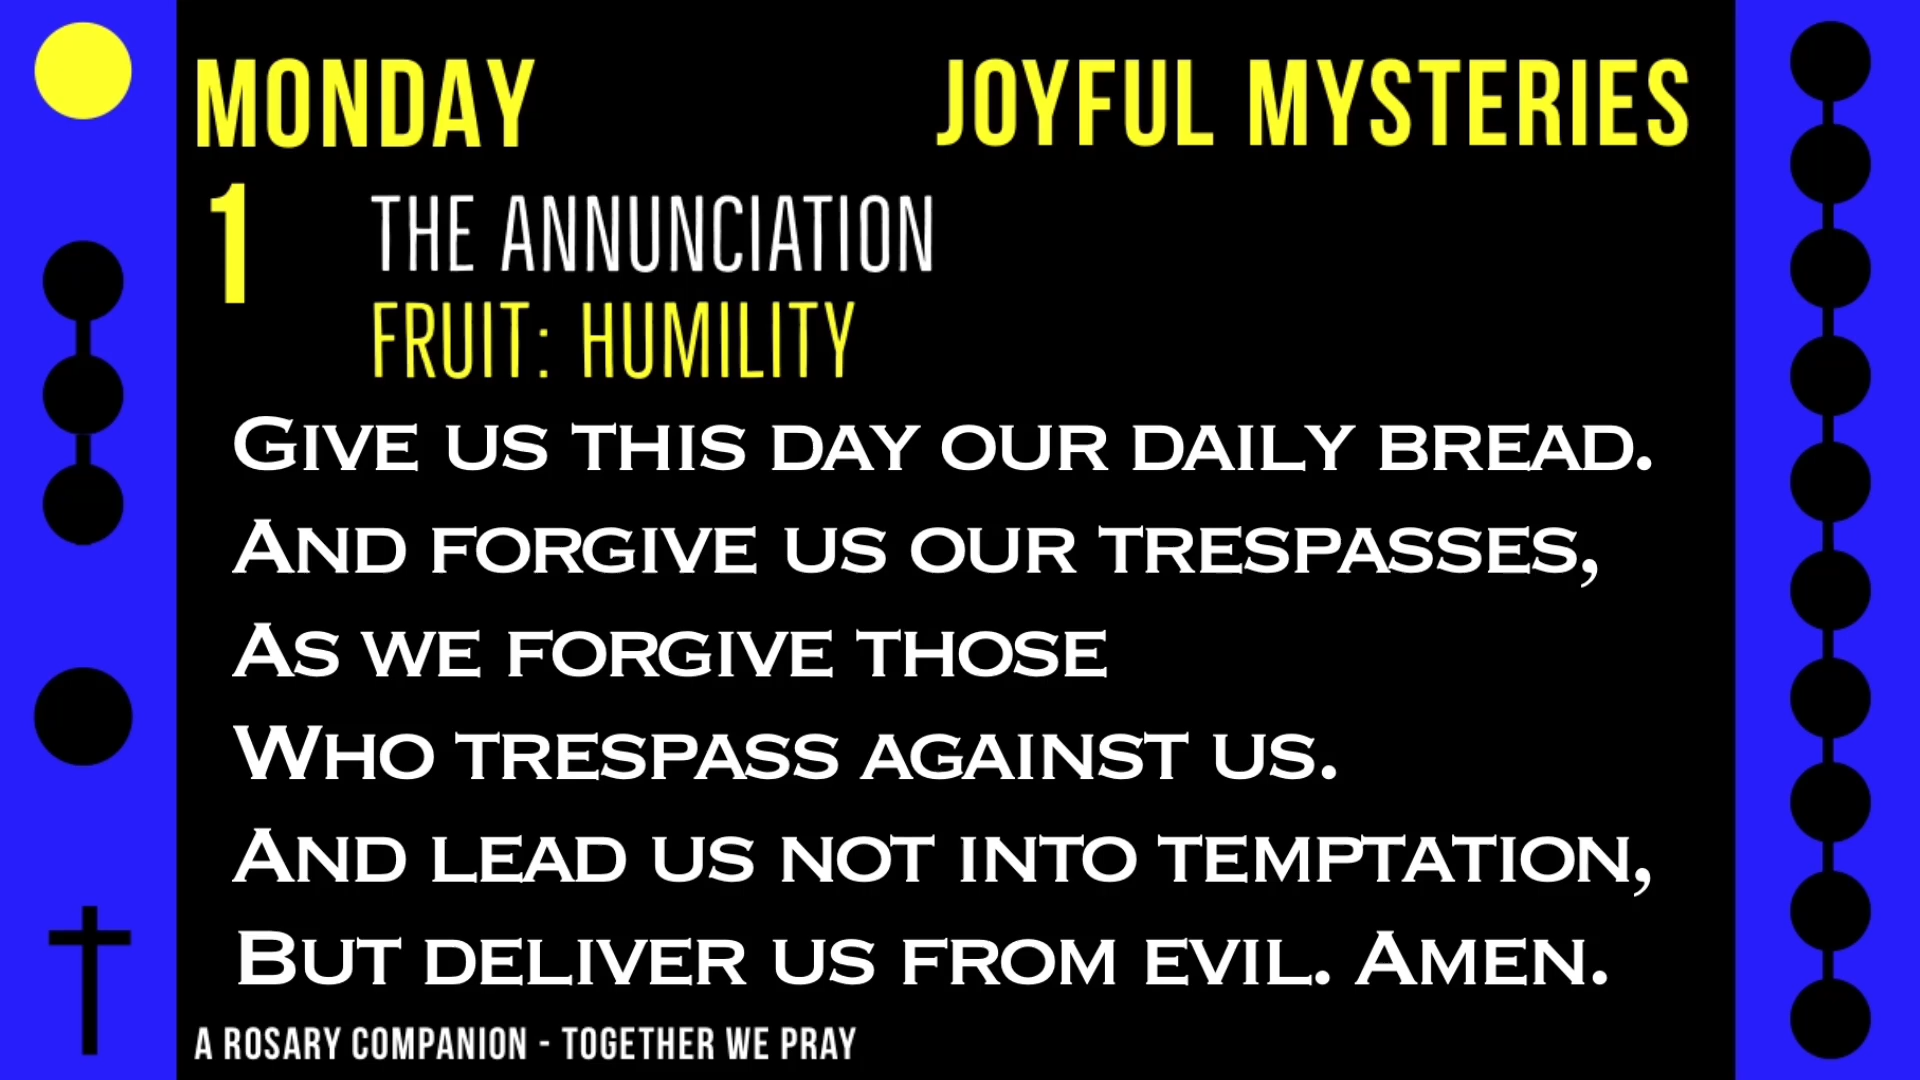 MONDAY JOYFUL MYSTERIES
1 THE ANNUNCIATION
FRUIT: HUMILITY
GIVE US THIS DAY OUR DAILY BREAD.
AND FORGIVE US OUR TRESPASSES,
AS WE FORGIVE THOSE
WHO TRESPASS AGAINST US.
AND LEAD US NOT INTO TEMPTATION,
BUT DELIVER US FROM EVIL. AMEN.
A ROSARY COMPANION - TOGETHER WE PRAY